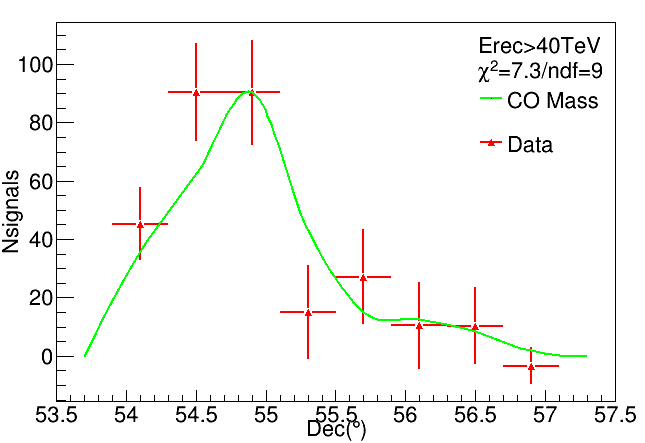 Erec>40TeV
χ²=7.3/ndf=9
CO Mass
Data
Nsignals
100
80
60
40
20
0
53.5 54 54.5 55 55.5 56 56.5 57 57.5
Dec(°)